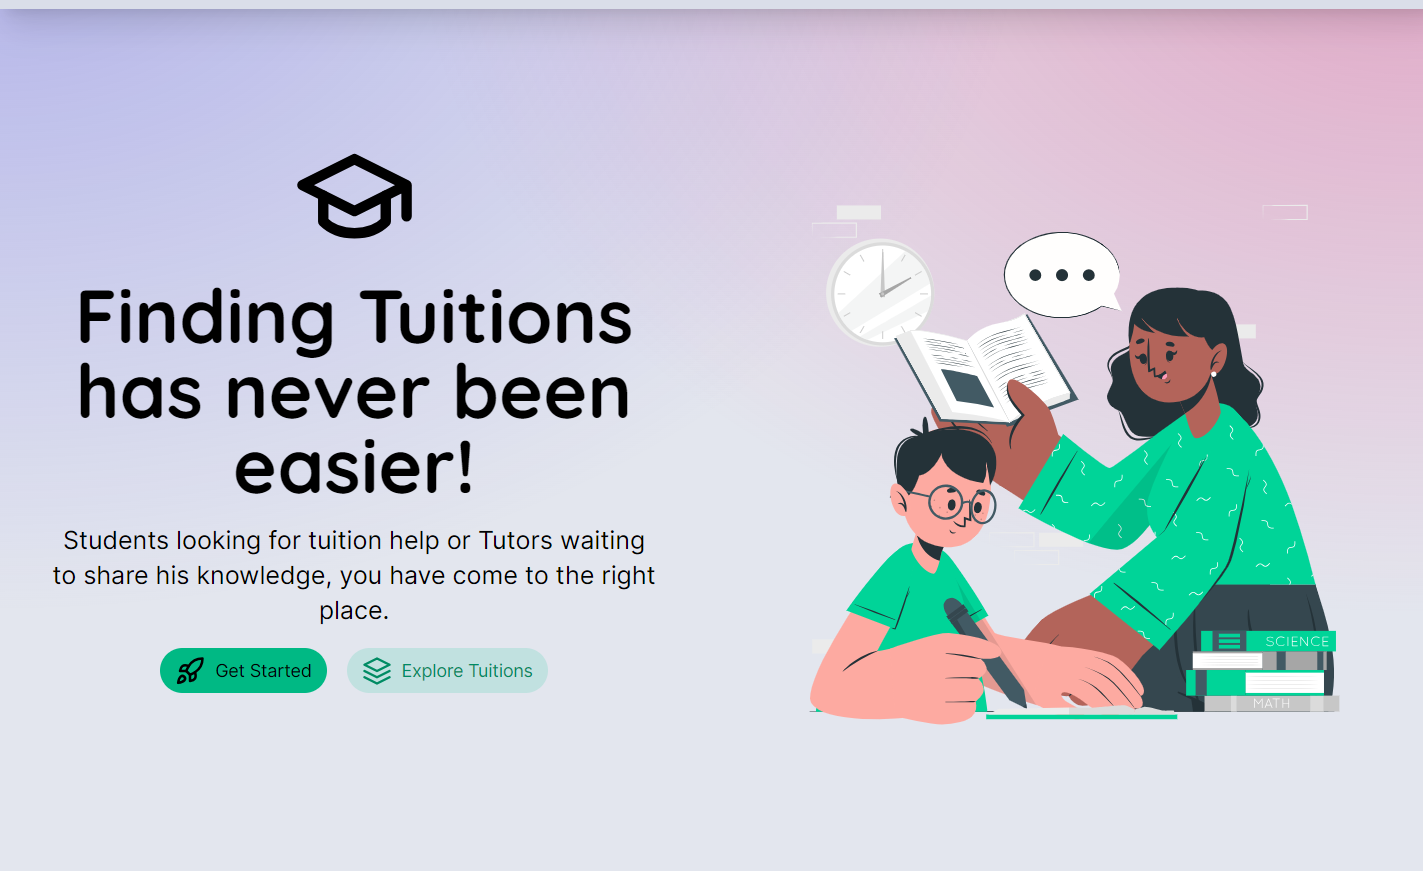 Finding Tuitions
has never been
easier!
Students looking for tuition help or Tutors waiting
to share his knowledge, you have come to the right
place.
Get Started
Explore Tuitions
SCIENCE
MATH